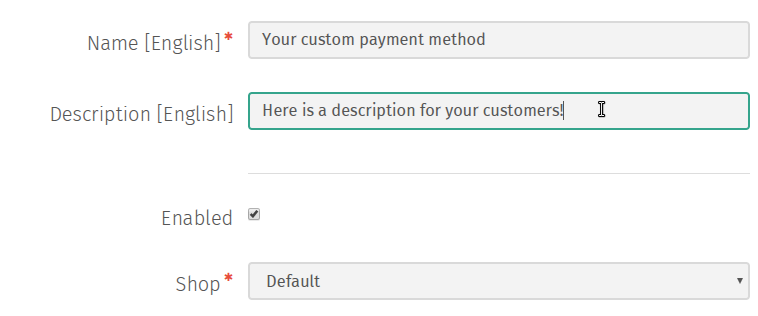 Name [English]* Your custom payment method
Description [English] Here is a description for your customers!
Enabled
Shop* Default